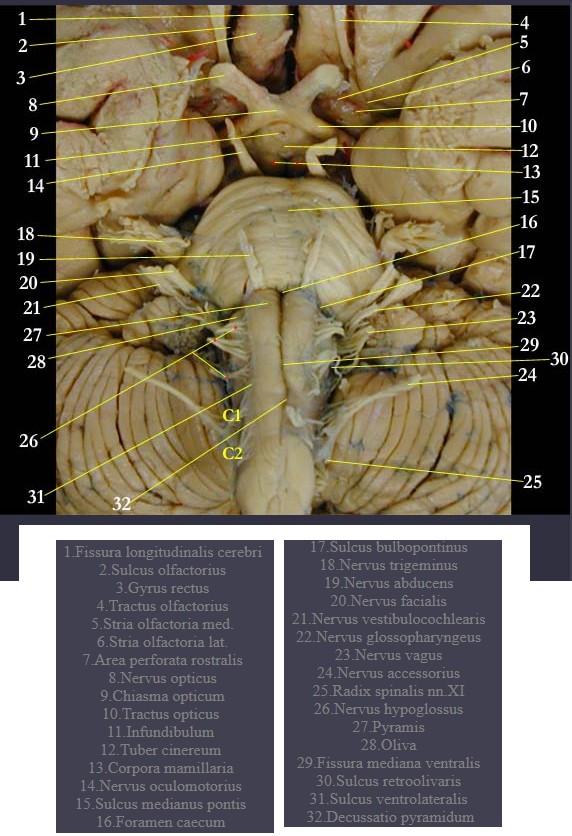 1
2
3
8
9
11
14
18
19
20
21
27
28
26
31
32
4
5
6
7
10
12
13
15
16
17
22
23
29
30
24
25
C1
C2
1.Fissura longitudinalis cerebri
2.Sulcus olfactorius
3.Gyrus rectus
4.Tractus olfactorius
5.Stria olfactoria med.
6.Stria olfactoria lat.
7.Area perforata rostralis
8.Nervus opticus
9.Chiasma opticum
10.Tractus opticus
11.Infundibulum
12.Tuber cinereum
13.Corpora mamillaria
14.Nervus oculomotorius
15.Sulcus medianus pontis
16.Foramen caecum
17.Sulcus bulbopontinus
18.Nervus trigeminus
19.Nervus abducens
20.Nervus facialis
21.Nervus vestibulocochlearis
22.Nervus glossopharyngeus
23.Nervus vagus
24.Nervus accessorius
25.Radix spinalis nn.XI
26.Nervus hypoglossus
27.Pyramis
28.Oliva
29.Fissura mediana ventralis
30.Sulcus retroolivaris
31.Sulcus ventrolateralis
32.Decussatio pyramidum